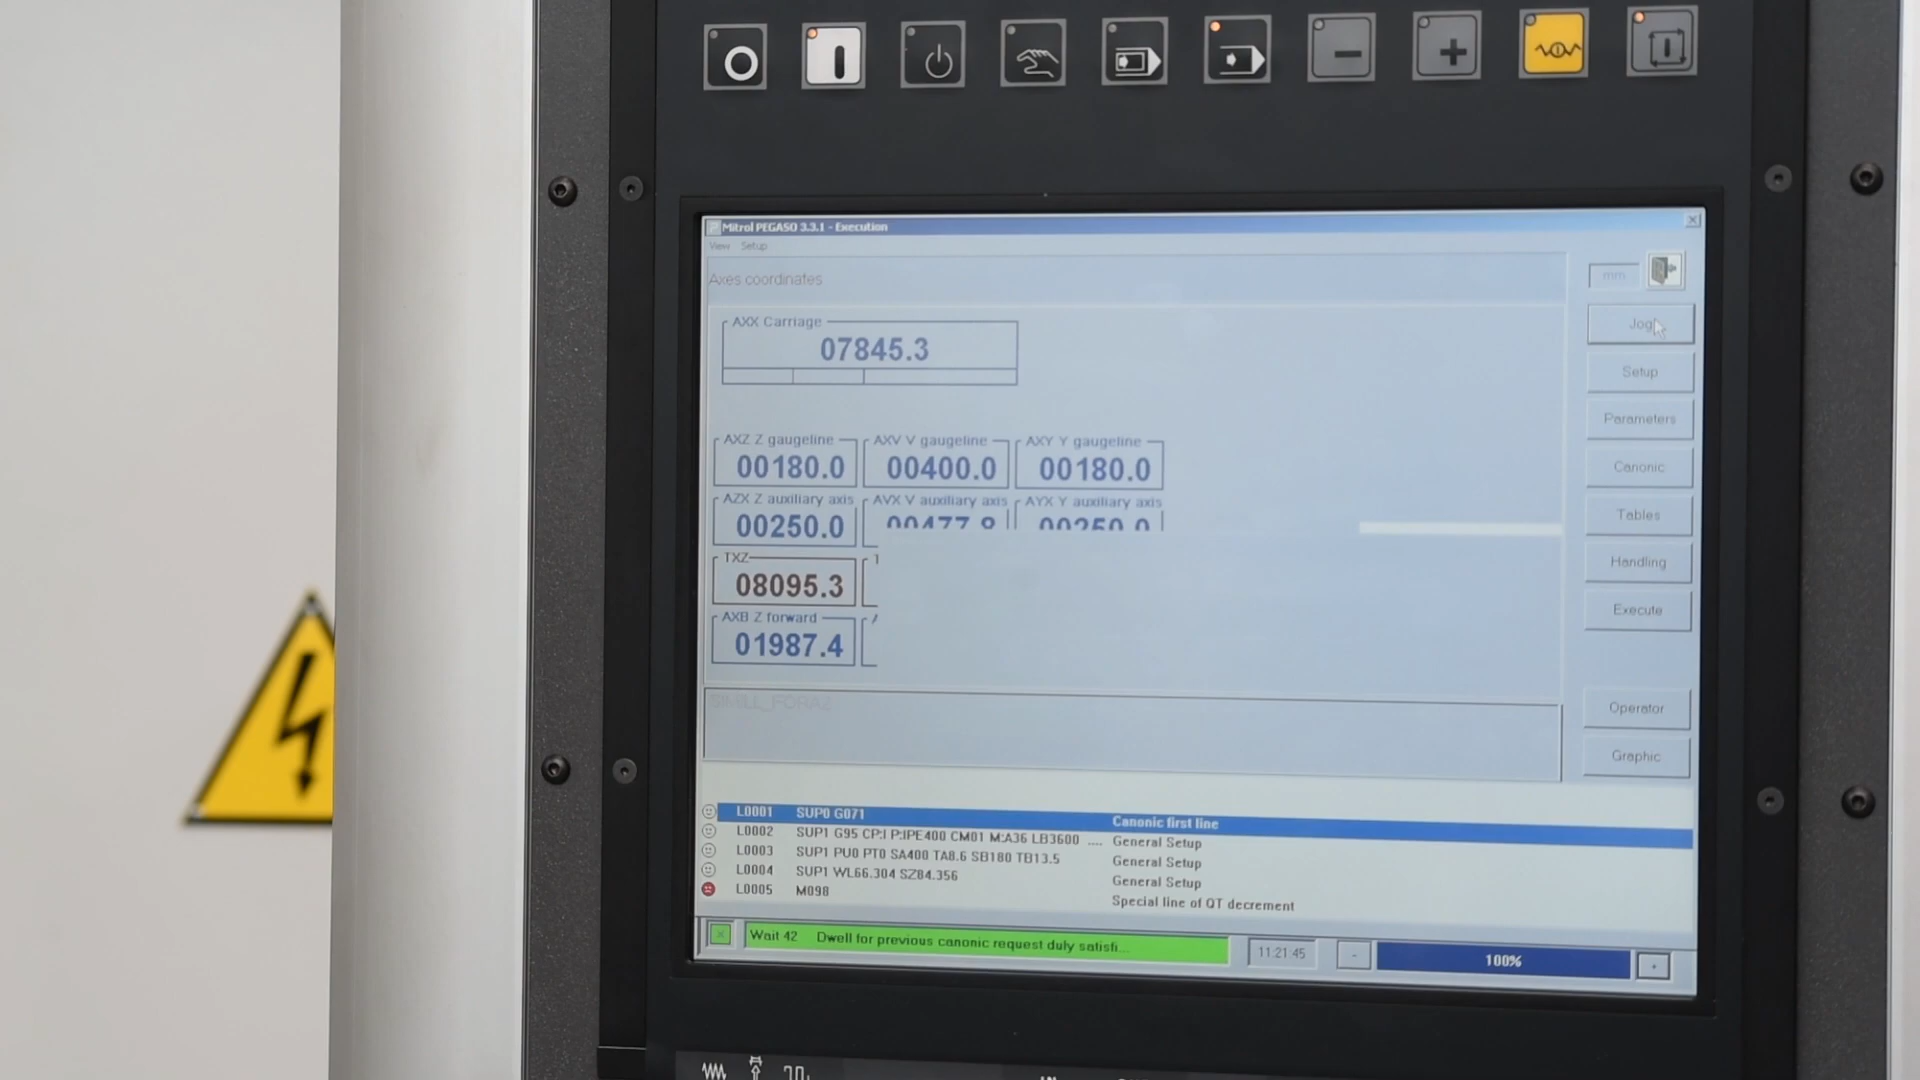 Mitrol PEGASO 3.3.1 - Execution
View Setup
Axes coordinates
mm
AXX Carriage
07845.3
Jog
Setup
Parameters
AXZ Z gaugeline AXV V gaugeline AXY Y gaugeline
00180.0 00400.0 00180.0
Canonic
AZX Z auxiliary axis AVX V auxiliary axis AYX Y auxiliary axis
00250.0 00477.8 00250.0
Tables
TXZ
08095.3
Handling
AXB Z forward
01987.4
Execute
Operator
Graphic
L0001 SUP0 G071 Canonic first line
L0002 SUP1 G95 CP:I P:IPE400 CM01 M:A36 LB3600 .... General Setup
L0003 SUP1 PU0 PT0 SA400 TA8.6 SB180 TB13.5 General Setup
L0004 SUP1 WL66.304 SZ84.356 General Setup
L0005 M098 Special line of QT decrement
Wait 42 Dwell for previous canonic request duly satisfi...
11:21:45
- 100%